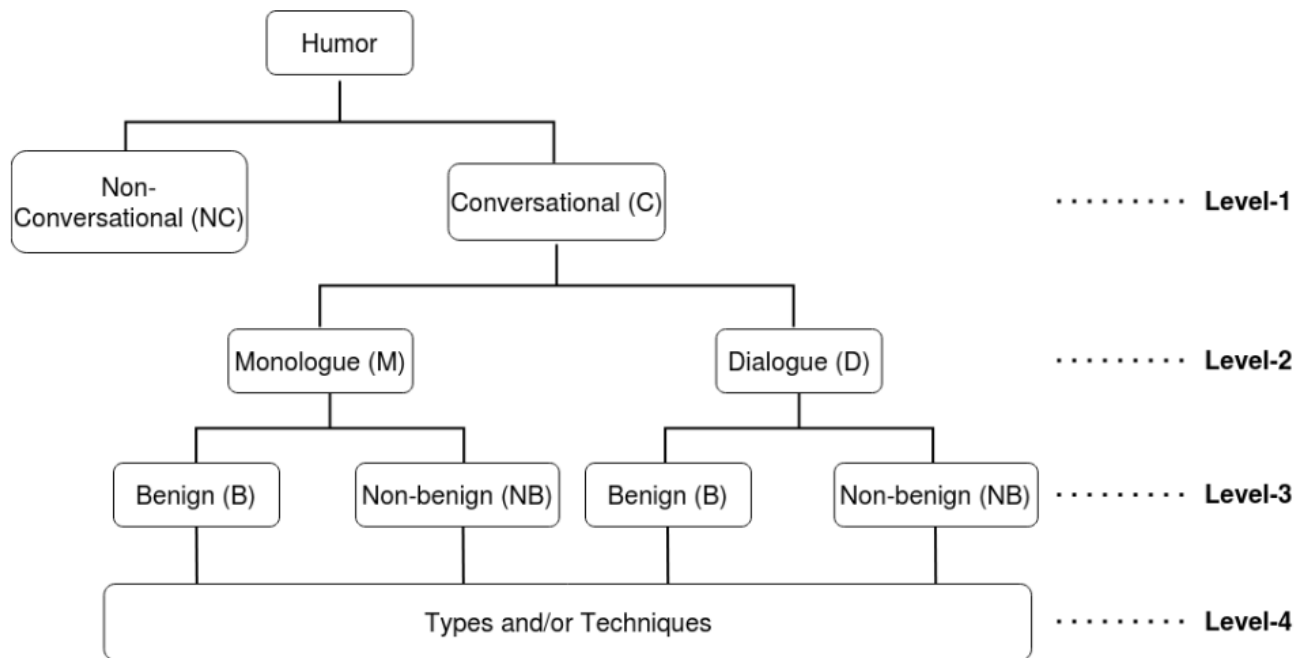 Humor
Non-
Conversational (NC)
Conversational (C)
· · · · · · · · · Level-1
Monologue (M)
Dialogue (D)
· · · · · · · · · Level-2
Benign (B)
Non-benign (NB)
Benign (B)
Non-benign (NB)
· · · · · · · · · Level-3
Types and/or Techniques
· · · · · · · · · Level-4